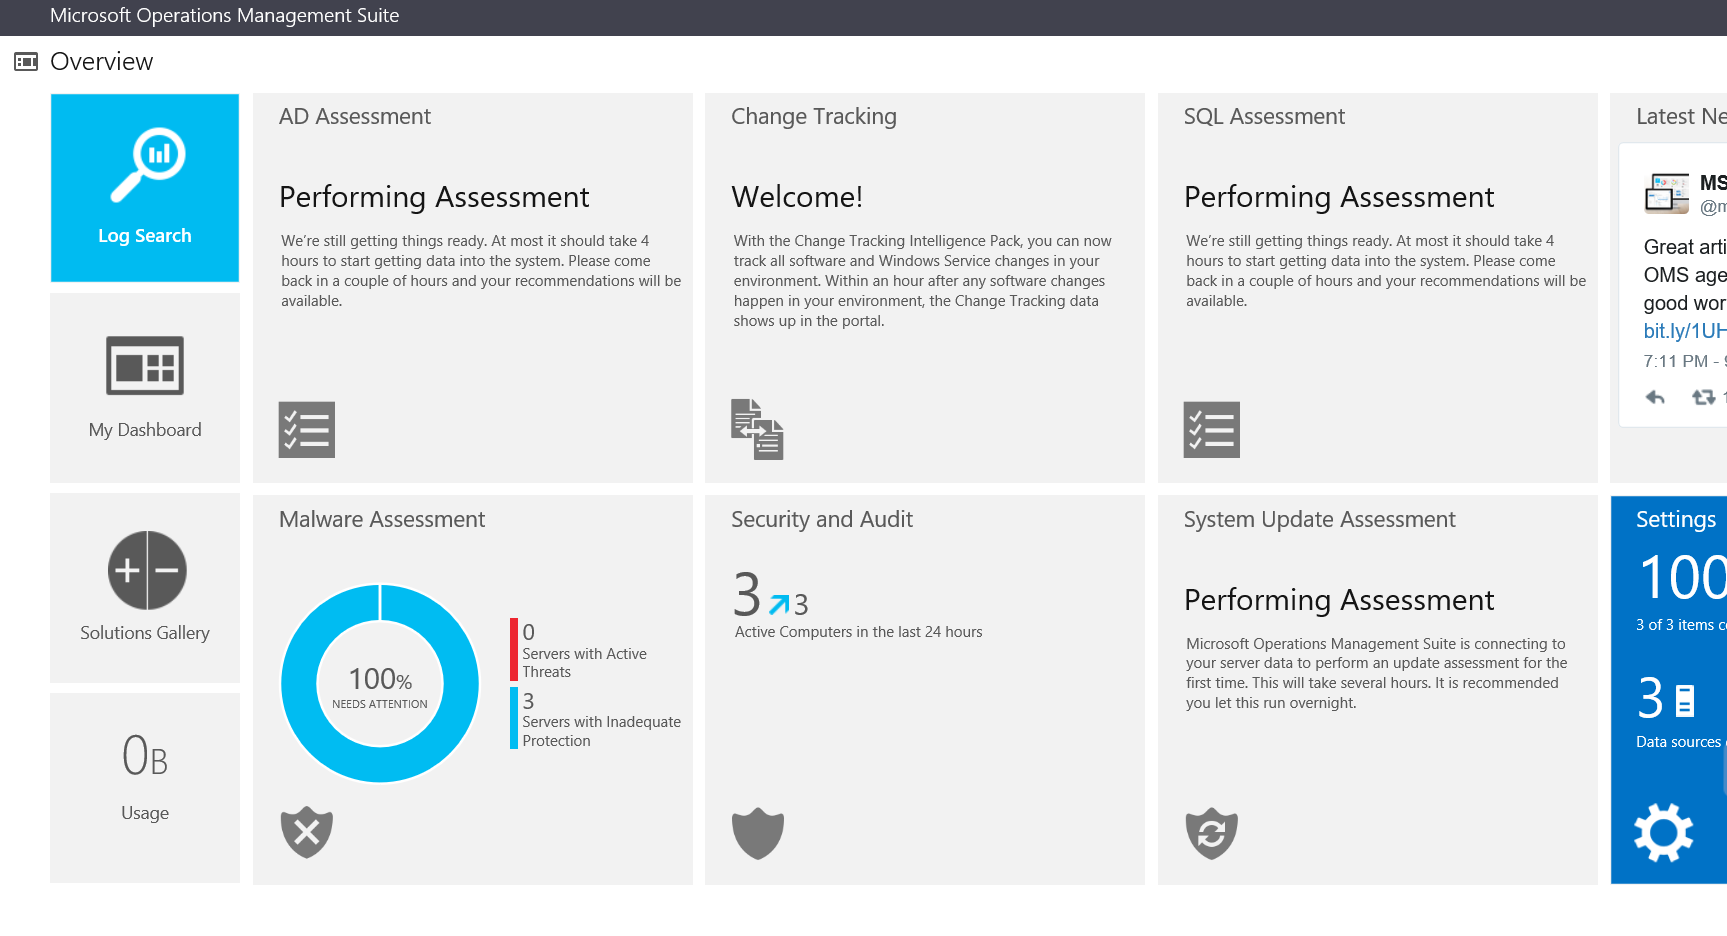 Microsoft Operations Management Suite
Overview
Log Search
My Dashboard
Solutions Gallery
0B
Usage
AD Assessment
Performing Assessment
We're still getting things ready. At most it should take 4
hours to start getting data into the system. Please come
back in a couple of hours and your recommendations will be
available.
Change Tracking
Welcome!
With the Change Tracking Intelligence Pack, you can now
track all software and Windows Service changes in your
environment. Within an hour after any software changes
happen in your environment, the Change Tracking data
shows up in the portal.
SQL Assessment
Performing Assessment
We're still getting things ready. At most it should take 4
hours to start getting data into the system. Please come
back in a couple of hours and your recommendations will be
available.
Latest Ne
MS
@m
Great arti
OMS age
good wor
bit.ly/1UH
7:11 PM - 9
1
Malware Assessment
100%
NEEDS ATTENTION
0
Servers with Active
Threats
3
Servers with Inadequate
Protection
Security and Audit
3 3
Active Computers in the last 24 hours
System Update Assessment
Performing Assessment
Microsoft Operations Management Suite is connecting to
your server data to perform an update assessment for the
first time. This will take several hours. It is recommended
you let this run overnight.
Settings
100
3 of 3 items c
3
Data sources